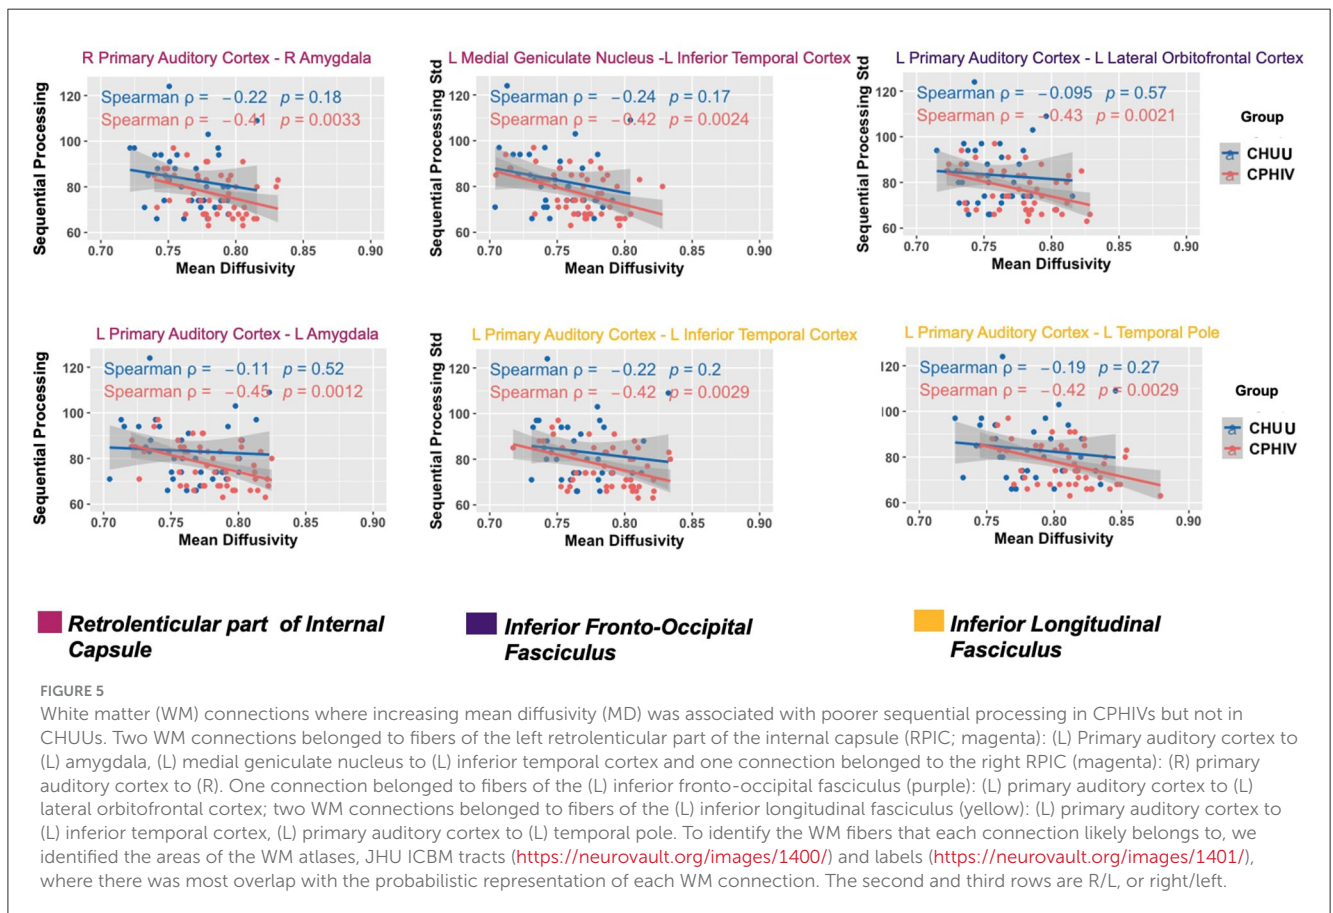 R Primary Auditory Cortex - R Amygdala
Sequential Processing
120
100
80
60
Spearman ρ = −0.22 p = 0.18
Spearman ρ = −0.41 p = 0.0033
0.70 0.75 0.80 0.85 0.90
Mean Diffusivity
L Medial Geniculate Nucleus -L Inferior Temporal Cortex
Sequential Processing Std
120
100
80
60
Spearman ρ = −0.24 p = 0.17
Spearman ρ = −0.42 p = 0.0024
0.70 0.75 0.80 0.85 0.90
Mean Diffusivity
L Primary Auditory Cortex - L Lateral Orbitofrontal Cortex
Sequential Processing Std
120
100
80
60
Spearman ρ = −0.095 p = 0.57
Spearman ρ = −0.43 p = 0.0021
0.70 0.75 0.80 0.85 0.90
Mean Diffusivity
Group
CHUU
CPHIV
L Primary Auditory Cortex - L Amygdala
Sequential Processing
120
100
80
60
Spearman ρ = −0.11 p = 0.52
Spearman ρ = −0.45 p = 0.0012
0.70 0.75 0.80 0.85 0.90
Mean Diffusivity
L Primary Auditory Cortex - L Inferior Temporal Cortex
Sequential Processing Std
120
100
80
60
Spearman ρ = −0.22 p = 0.2
Spearman ρ = −0.42 p = 0.0029
0.70 0.75 0.80 0.85 0.90
Mean Diffusivity
L Primary Auditory Cortex - L Temporal Pole
Sequential Processing Std
120
100
80
60
Spearman ρ = −0.19 p = 0.27
Spearman ρ = −0.42 p = 0.0029
0.70 0.75 0.80 0.85 0.90
Mean Diffusivity
Group
CHUU
CPHIV
Retrolenticular part of Internal
Capsule
Inferior Fronto-Occipital
Fasciculus
Inferior Longitudinal
Fasciculus
FIGURE 5
White matter (WM) connections where increasing mean diffusivity (MD) was associated with poorer sequential processing in CPHIVs but not in
CHUUs. Two WM connections belonged to fibers of the left retrolenticular part of the internal capsule (RPIC; magenta): (L) Primary auditory cortex to
(L) amygdala, (L) medial geniculate nucleus to (L) inferior temporal cortex and one connection belonged to the right RPIC (magenta): (R) primary
auditory cortex to (R). One connection belonged to fibers of the (L) inferior fronto-occipital fasciculus (purple): (L) primary auditory cortex to (L)
lateral orbitofrontal cortex; two WM connections belonged to fibers of the (L) inferior longitudinal fasciculus (yellow): (L) primary auditory cortex to
(L) inferior temporal cortex, (L) primary auditory cortex to (L) temporal pole. To identify the WM fibers that each connection likely belongs to, we
identified the areas of the WM atlases, JHU ICBM tracts (https://neurovault.org/images/1400/) and labels (https://neurovault.org/images/1401/),
where there was most overlap with the probabilistic representation of each WM connection. The second and third rows are R/L, or right/left.